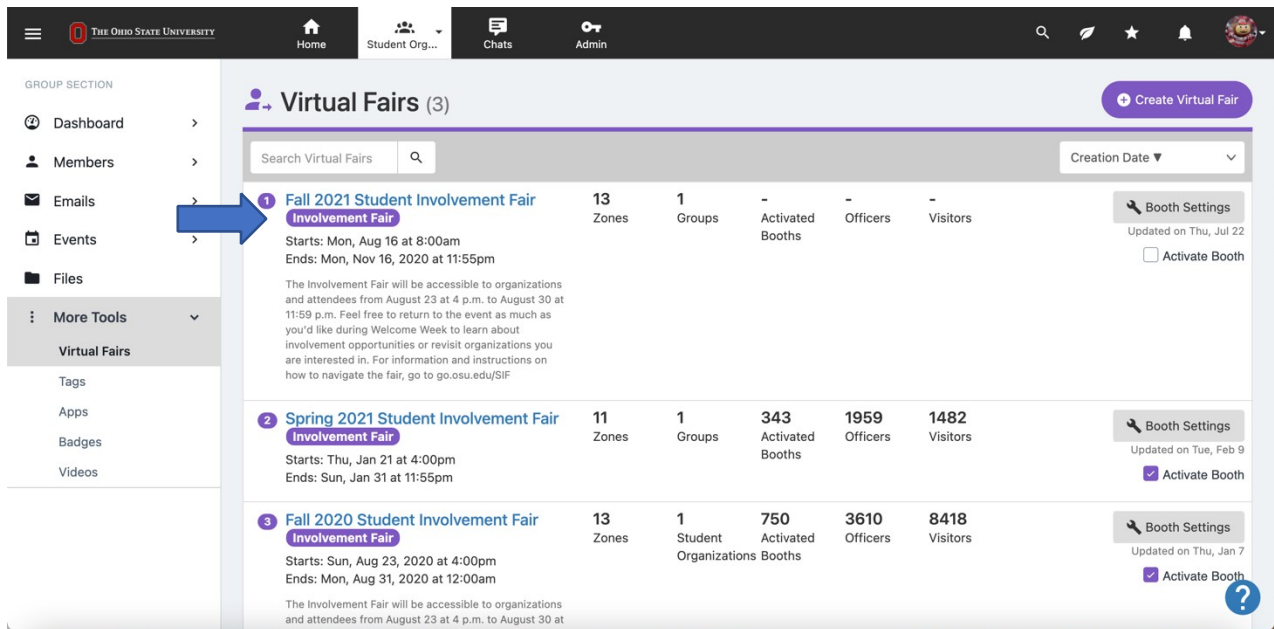 THE OHIO STATE UNIVERSITY
Home
Student Org...
Chats
Admin
GROUP SECTION
Dashboard
Members
Emails
Events
Files
More Tools
Virtual Fairs
Tags
Apps
Badges
Videos
Virtual Fairs (3)
Create Virtual Fair
Search Virtual Fairs
Creation Date ▼
1 Fall 2021 Student Involvement Fair
Involvement Fair
Starts: Mon, Aug 16 at 8:00am
Ends: Mon, Nov 16, 2020 at 11:55pm
The Involvement Fair will be accessible to organizations
and attendees from August 23 at 4 p.m. to August 30 at
11:59 p.m. Feel free to return to the event as much as
you'd like during Welcome Week to learn about
involvement opportunities or revisit organizations you
are interested in. For information and instructions on
how to navigate the fair, go to go.osu.edu/SIF
13
Zones
1
Groups
-
Activated
Booths
-
Officers
-
Visitors
Booth Settings
Updated on Thu, Jul 22
Activate Booth
2 Spring 2021 Student Involvement Fair
Involvement Fair
Starts: Thu, Jan 21 at 4:00pm
Ends: Sun, Jan 31 at 11:55pm
11
Zones
1
Groups
343
Activated
Booths
1959
Officers
1482
Visitors
Booth Settings
Updated on Tue, Feb 9
Activate Booth
3 Fall 2020 Student Involvement Fair
Involvement Fair
Starts: Sun, Aug 23, 2020 at 4:00pm
Ends: Mon, Aug 31, 2020 at 12:00am
The Involvement Fair will be accessible to organizations
and attendees from August 23 at 4 p.m. to August 30 at
13
Zones
1
Student
Organizations
750
Activated
Booths
3610
Officers
8418
Visitors
Booth Settings
Updated on Thu, Jan 7
Activate Booth
?